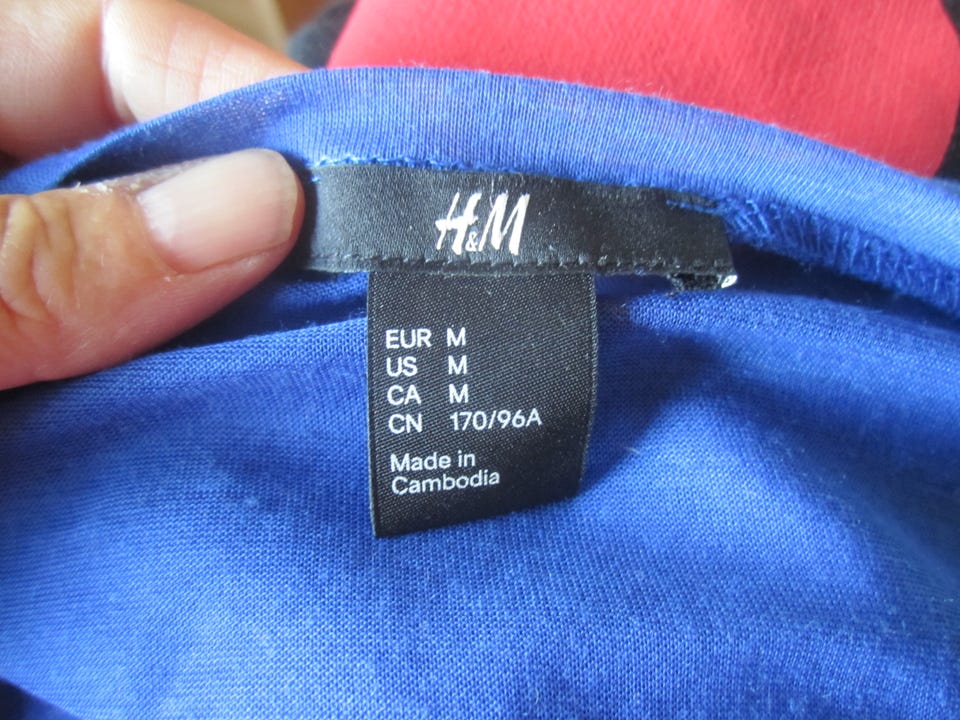 H&M
EUR M
US M
CA M
CN 170/96A
Made in
Cambodia